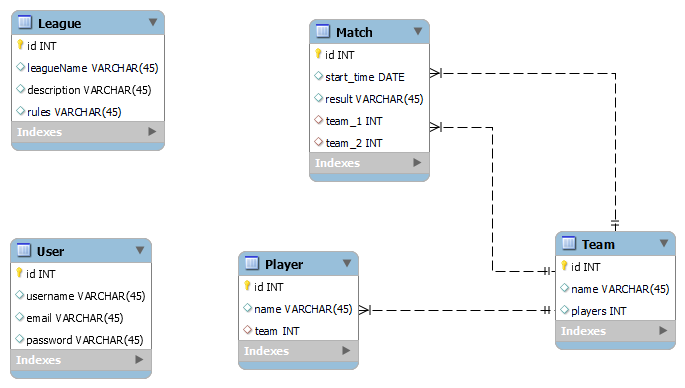 League
id INT
leagueName VARCHAR(45)
description VARCHAR(45)
rules VARCHAR(45)
Indexes
Match
id INT
start_time DATE
result VARCHAR(45)
team_1 INT
team_2 INT
Indexes
User
id INT
username VARCHAR(45)
email VARCHAR(45)
password VARCHAR(45)
Indexes
Player
id INT
name VARCHAR(45)
team INT
Indexes
Team
id INT
name VARCHAR(45)
players INT
Indexes